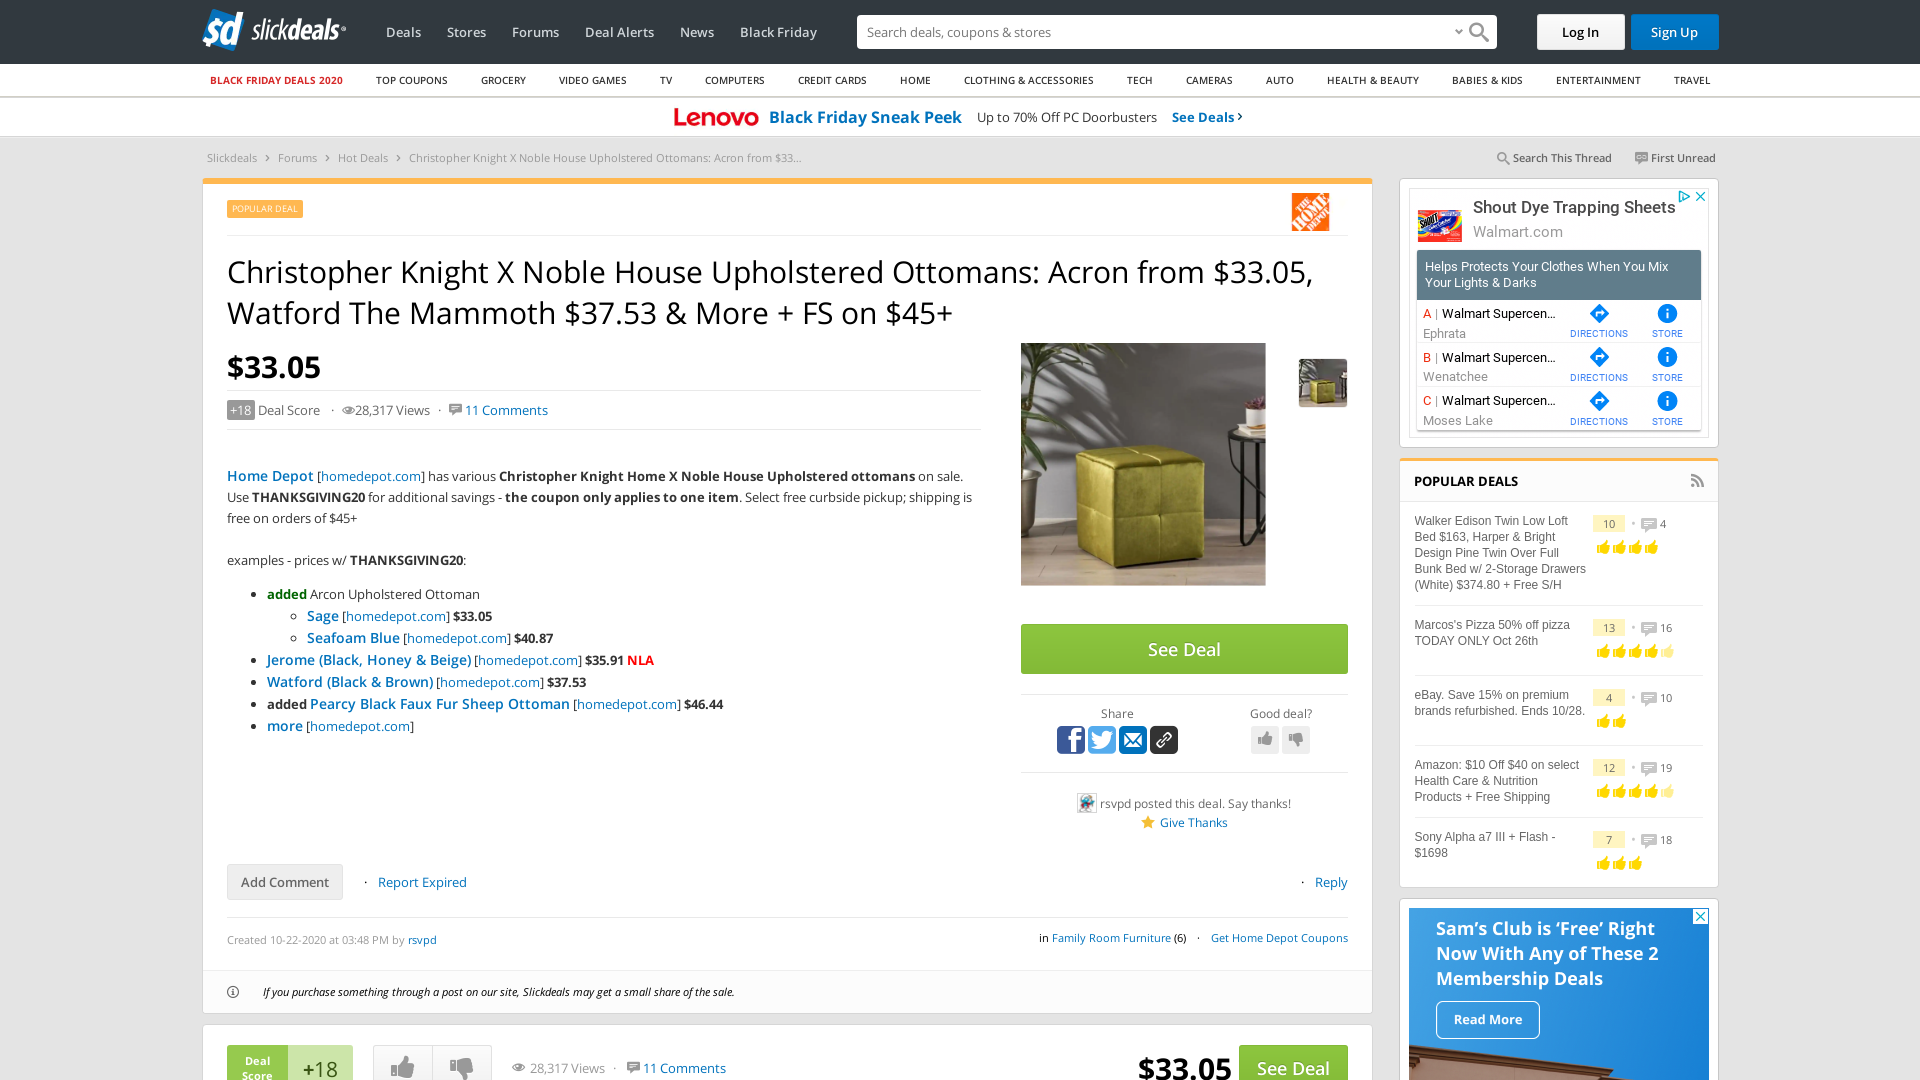 sd slickdeals
Deals
Stores
Forums
Deal Alerts
News
Black Friday
Search deals, coupons & stores
Log In
Sign Up
BLACK FRIDAY DEALS 2020
TOP COUPONS
GROCERY
VIDEO GAMES
TV
COMPUTERS
CREDIT CARDS
HOME
CLOTHING & ACCESSORIES
TECH
CAMERAS
AUTO
HEALTH & BEAUTY
BABIES & KIDS
ENTERTAINMENT
TRAVEL
Lenovo Black Friday Sneak Peek Up to 70% Off PC Doorbusters See Deals ›
Slickdeals › Forums › Hot Deals › Christopher Knight X Noble House Upholstered Ottomans: Acron from $33...
Search This Thread
First Unread
POPULAR DEAL
THE HOME DEPOT
Christopher Knight X Noble House Upholstered Ottomans: Acron from $33.05,
Watford The Mammoth $37.53 & More + FS on $45+
$33.05
+18 Deal Score · 28,317 Views · 11 Comments
Home Depot [homedepot.com] has various Christopher Knight Home X Noble House Upholstered ottomans on sale.
Use THANKSGIVING20 for additional savings - the coupon only applies to one item. Select free curbside pickup; shipping is
free on orders of $45+
examples - prices w/ THANKSGIVING20:
added Arcon Upholstered Ottoman
Sage [homedepot.com] $33.05
Seafoam Blue [homedepot.com] $40.87
Jerome (Black, Honey & Beige) [homedepot.com] $35.91 NLA
Watford (Black & Brown) [homedepot.com] $37.53
added Pearcy Black Faux Fur Sheep Ottoman [homedepot.com] $46.44
more [homedepot.com]
See Deal
Share
Good deal?
rsvpd posted this deal. Say thanks!
Give Thanks
Add Comment
· Report Expired
· Reply
Created 10-22-2020 at 03:48 PM by rsvpd
in Family Room Furniture (6) · Get Home Depot Coupons
If you purchase something through a post on our site, Slickdeals may get a small share of the sale.
Deal
Score
+18
28,317 Views · 11 Comments
$33.05
See Deal
Shout Dye Trapping Sheets
Walmart.com
SHOUT
Helps Protects Your Clothes When You Mix
Your Lights & Darks
A | Walmart Supercen...
Ephrata
DIRECTIONS
STORE
B | Walmart Supercen...
Wenatchee
DIRECTIONS
STORE
C | Walmart Supercen...
Moses Lake
DIRECTIONS
STORE
POPULAR DEALS
Walker Edison Twin Low Loft
Bed $163, Harper & Bright
Design Pine Twin Over Full
Bunk Bed w/ 2-Storage Drawers
(White) $374.80 + Free S/H
10 • 4
Marcos's Pizza 50% off pizza
TODAY ONLY Oct 26th
13 • 16
eBay. Save 15% on premium
brands refurbished. Ends 10/28.
4 • 10
Amazon: $10 Off $40 on select
Health Care & Nutrition
Products + Free Shipping
12 • 19
Sony Alpha a7 III + Flash -
$1698
7 • 18
Sam's Club is 'Free' Right
Now With Any of These 2
Membership Deals
Read More